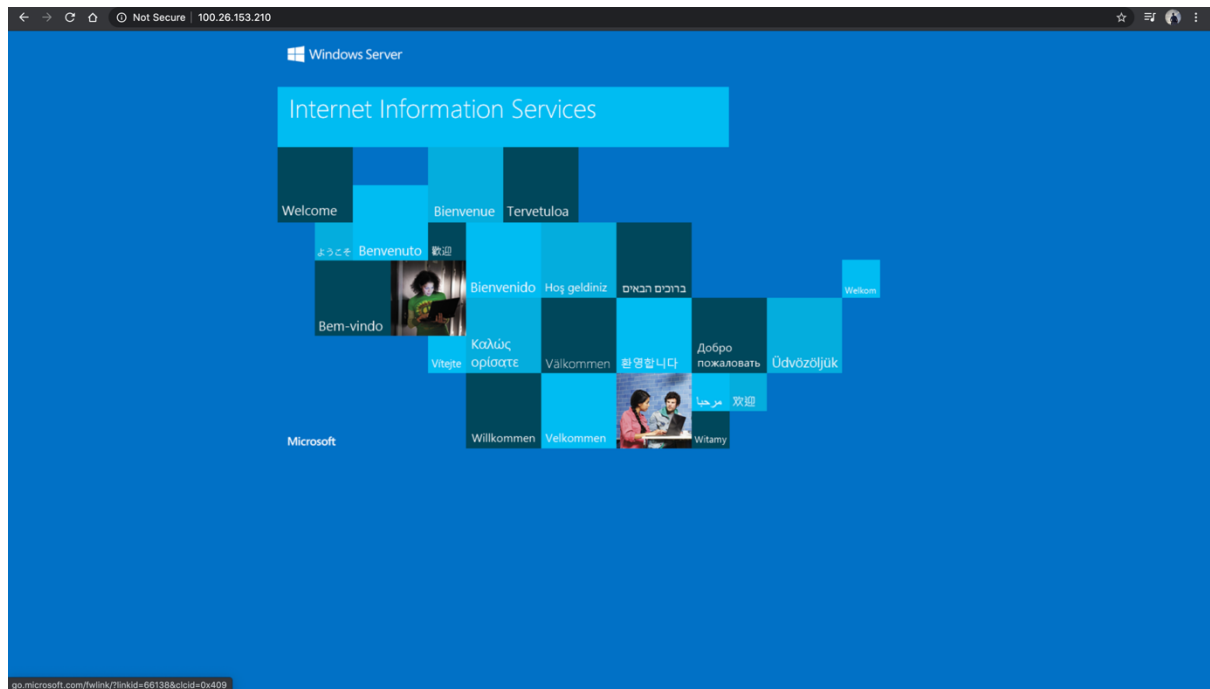 Not Secure 100.26.153.210
Windows Server
Internet Information Services
Welcome
Bienvenue
Tervetuloa
ようこそ
Benvenuto
歡迎
Bienvenido
Hoş geldiniz
ברוכים הבאים
Welkom
Bem-vindo
Vítejte
Καλώς
ορίσατε
Välkommen
환영합니다
Добро
пожаловать
Üdvözöljük
مرحبا
欢迎
Microsoft
Willkommen
Velkommen
Witamy
go.microsoft.com/fwlink/?linkid=66138&clcid=0x409